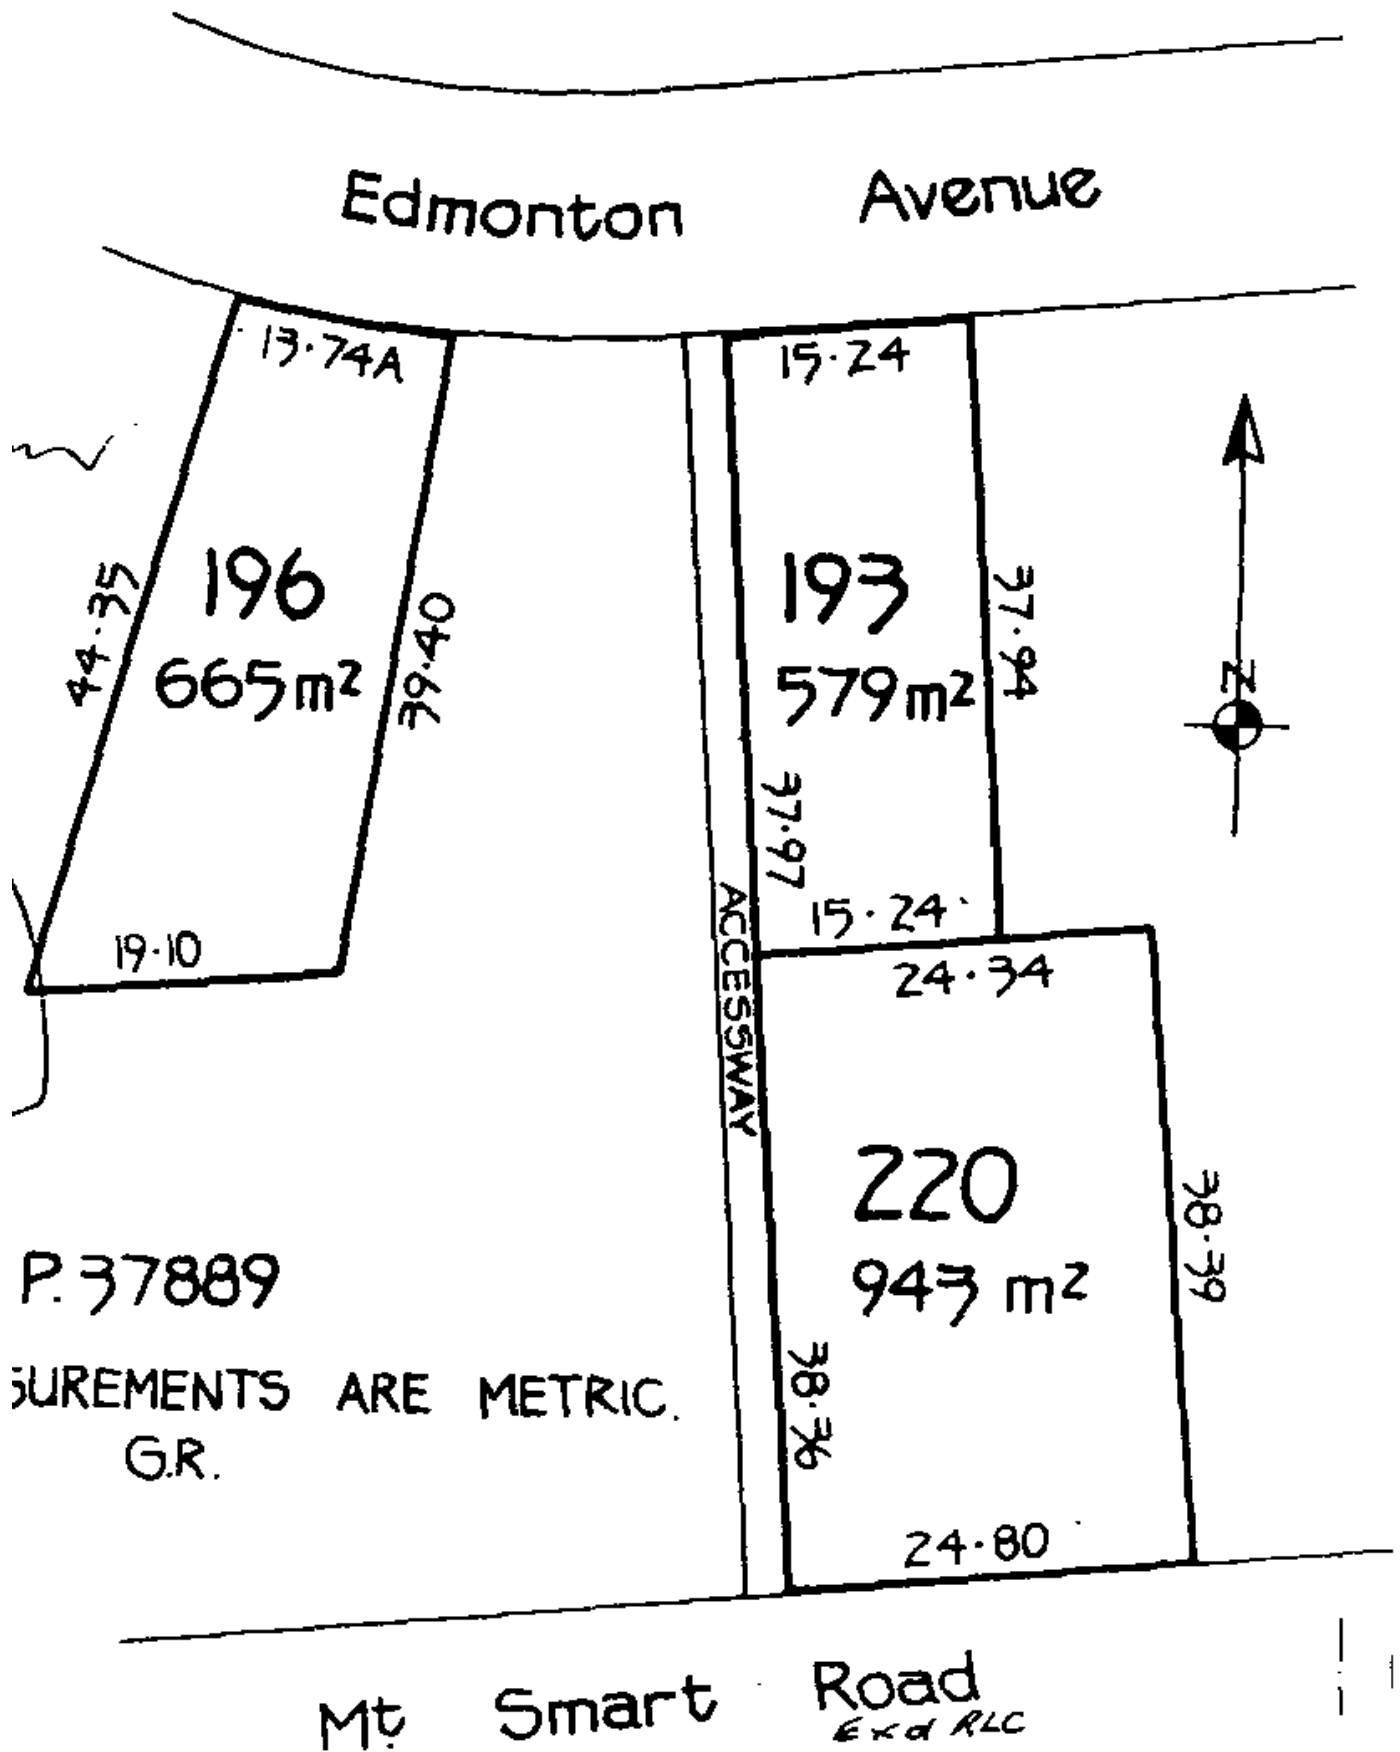 Edmonton Avenue
13·74A
15·24
44·35
196
665m²
39·40
193
579m²
37·94
N
37·97
15·24
19·10
24·34
ACCESSWAY
220
943 m²
38·39
38·36
24·80
P. 37889
SUREMENTS ARE METRIC.
G.R.
Mt. Smart Road
Exd RLC